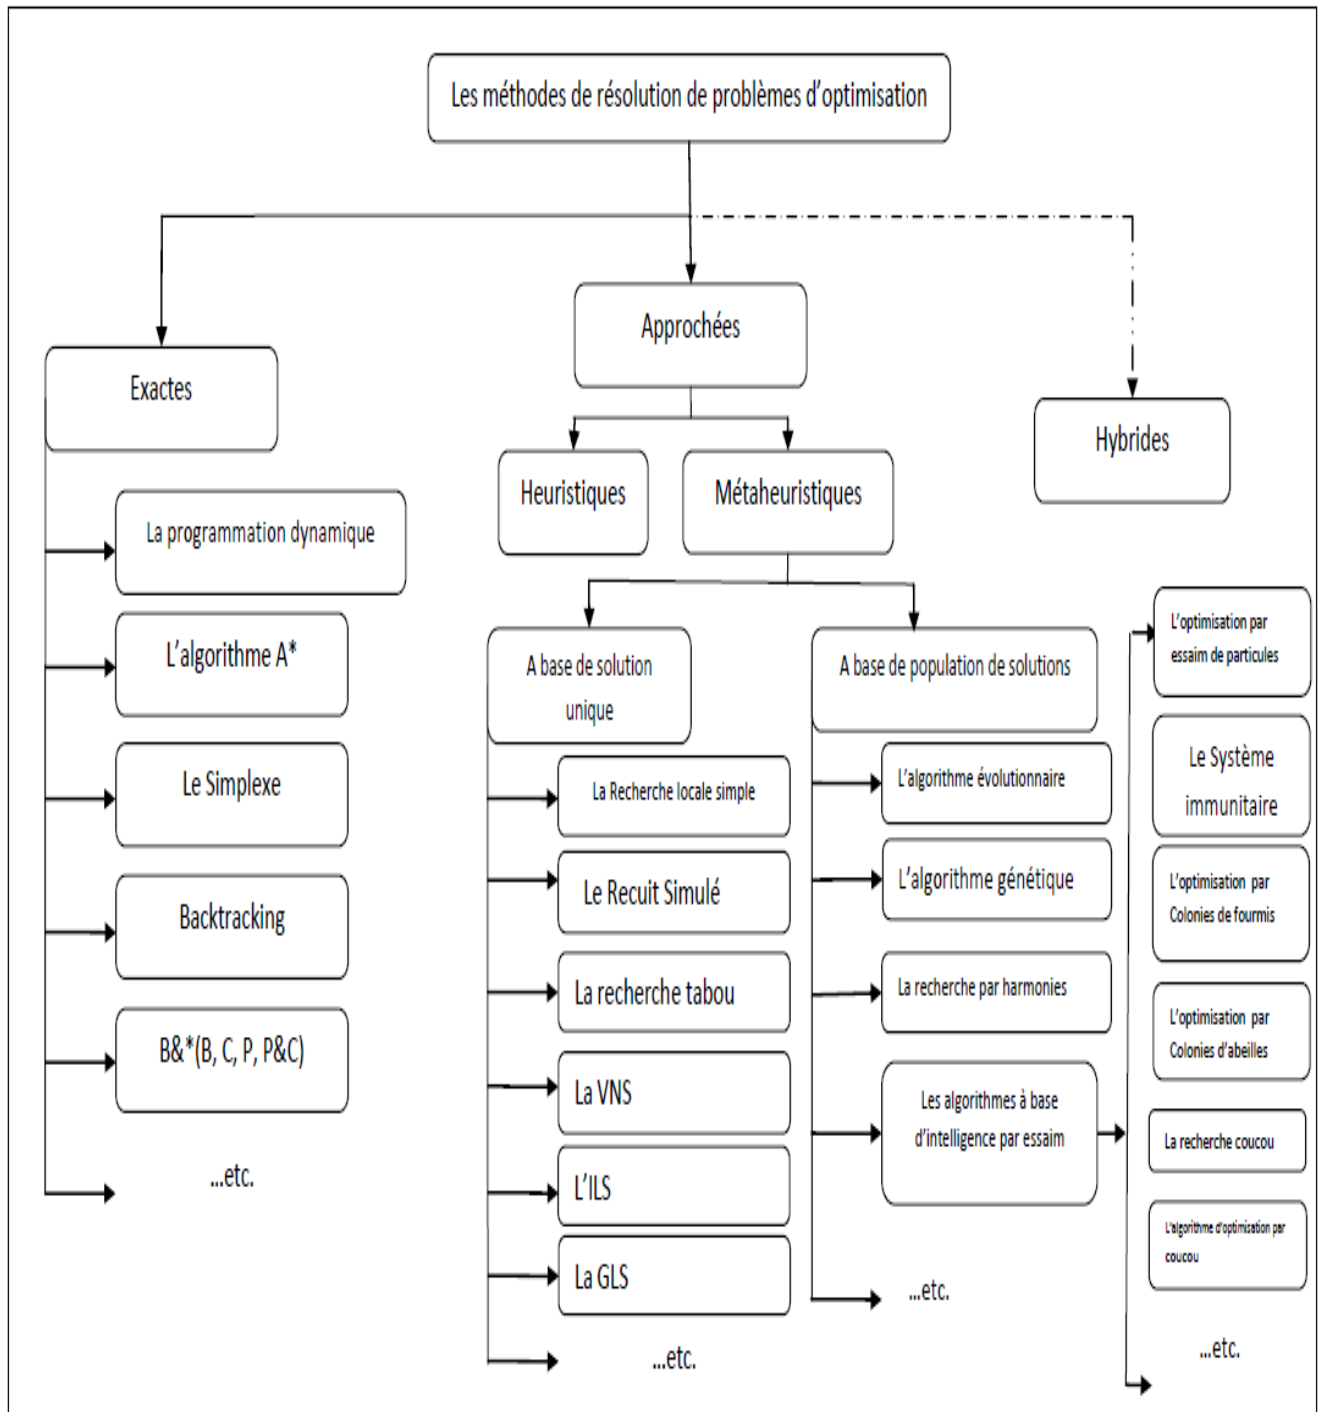 Les méthodes de résolution de problèmes d'optimisation
Approchées
Exactes
Hybrides
Heuristiques
Métaheuristiques
La programmation dynamique
L'algorithme A*
Le Simplexe
Backtracking
B&*(B, C, P, P&C)
...etc.
A base de solution
unique
La Recherche locale simple
Le Recuit Simulé
La recherche tabou
La VNS
L'ILS
La GLS
...etc.
A base de population de solutions
L'algorithme évolutionnaire
L'algorithme génétique
La recherche par harmonies
Les algorithmes à base
d'intelligence par essaim
...etc.
L'optimisation par
essaim de particules
Le Système
immunitaire
L'optimisation par
Colonies de fourmis
L'optimisation par
Colonies d'abeilles
La recherche coucou
L'algorithme d'optimisation par
coucou
...etc.